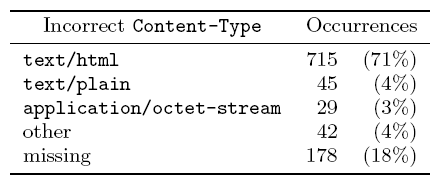 Incorrect Content-Type Occurrences
text/html 715 (71%)
text/plain 45 (4%)
application/octet-stream 29 (3%)
other 42 (4%)
missing 178 (18%)